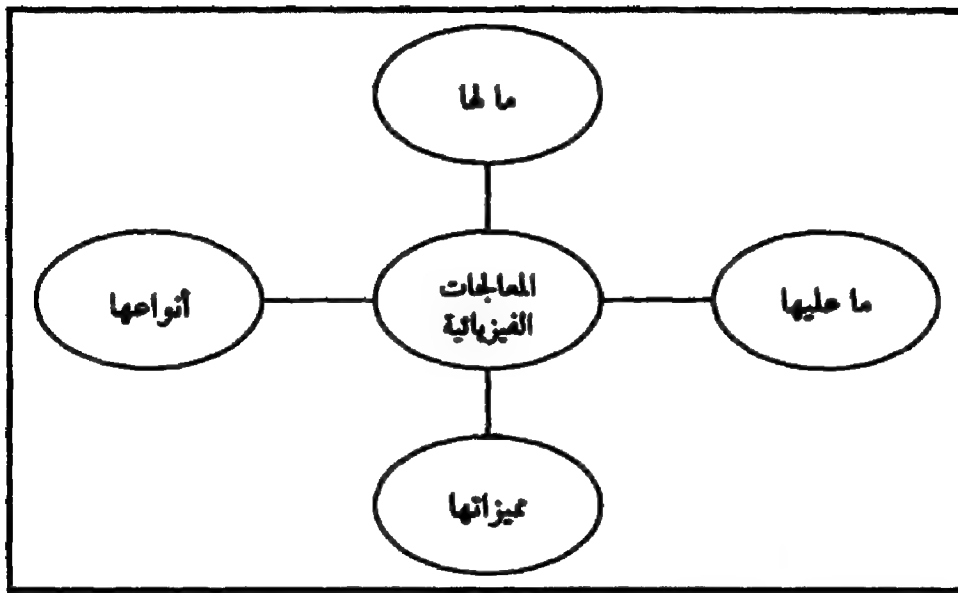 ما لها
المعالجات
الفيزيائية
ما عليها
أنواعها
مميزاتها